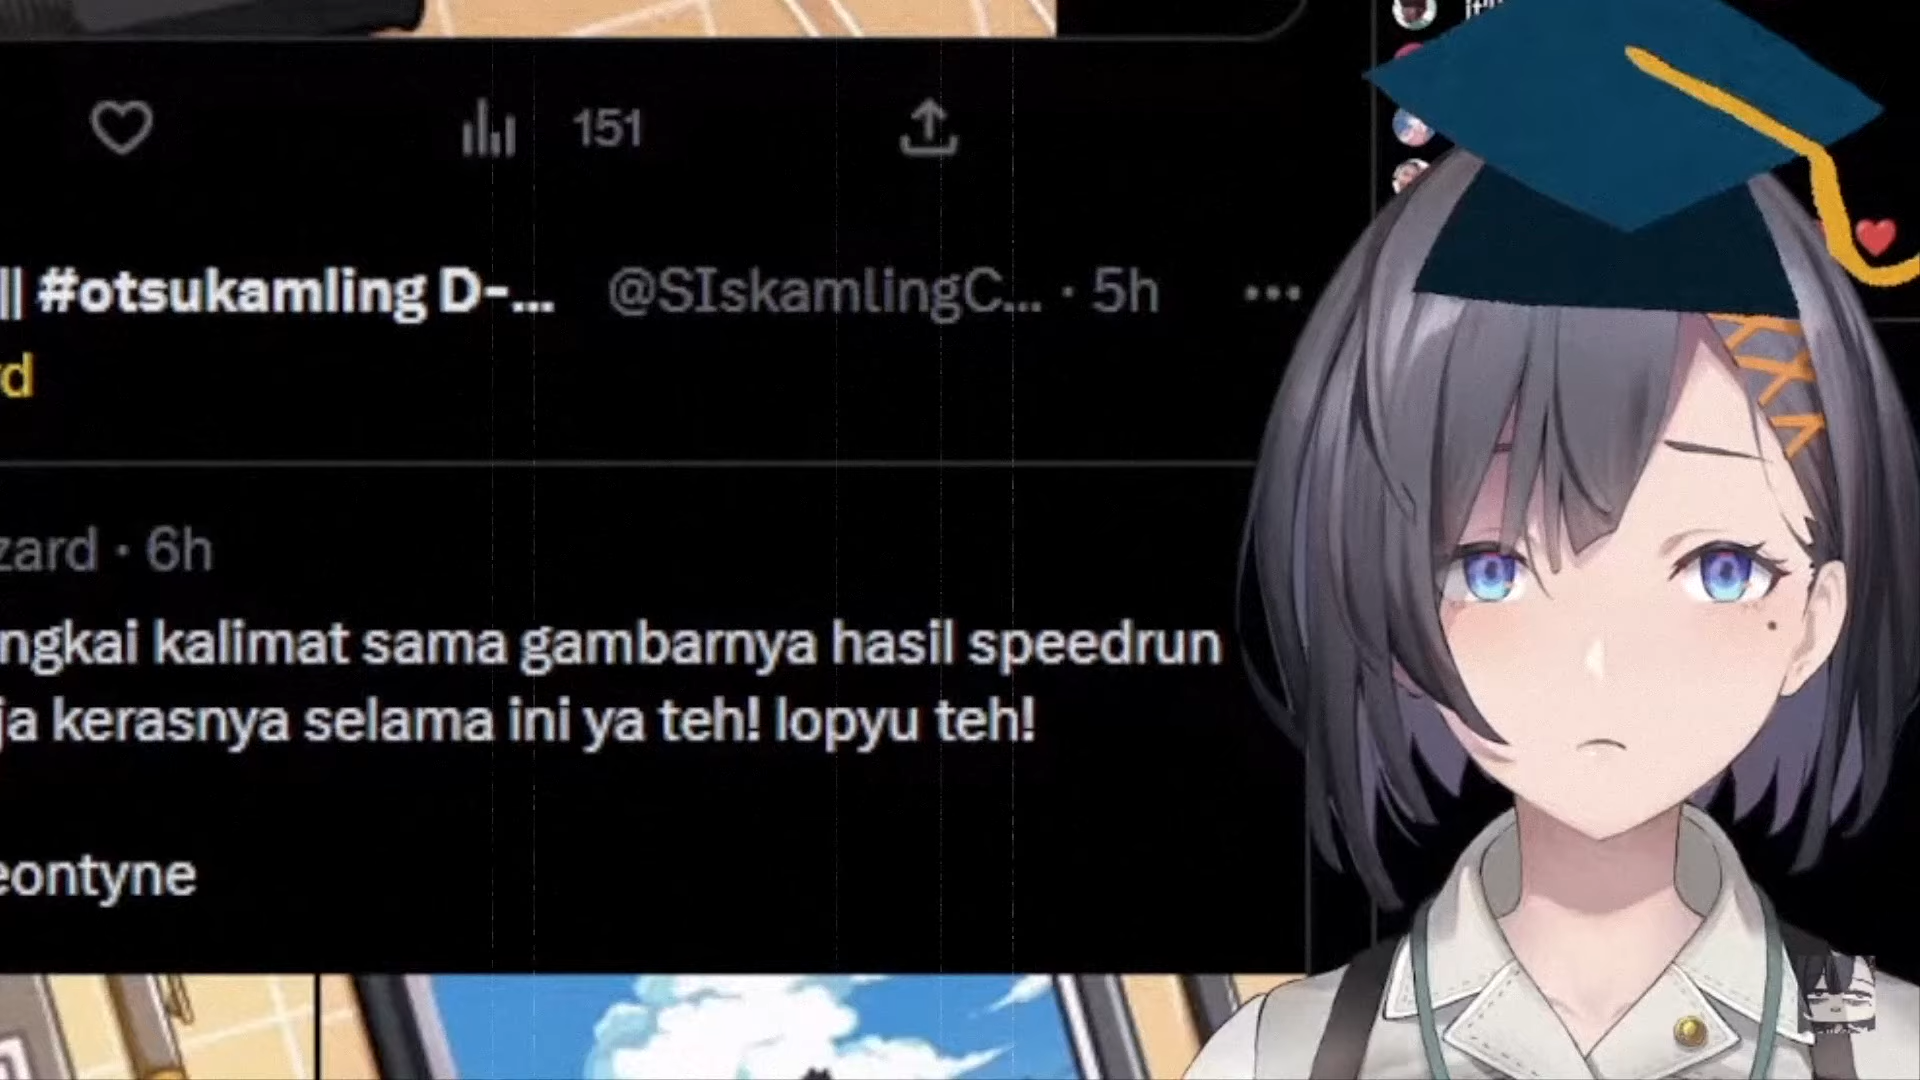 151
|| #otsukamling D-... @SIskamlingC... · 5h ...
rd
zard · 6h
ngkai kalimat sama gambarnya hasil speedrun
ja kerasnya selama ini ya teh! lopyu teh!
eontyne